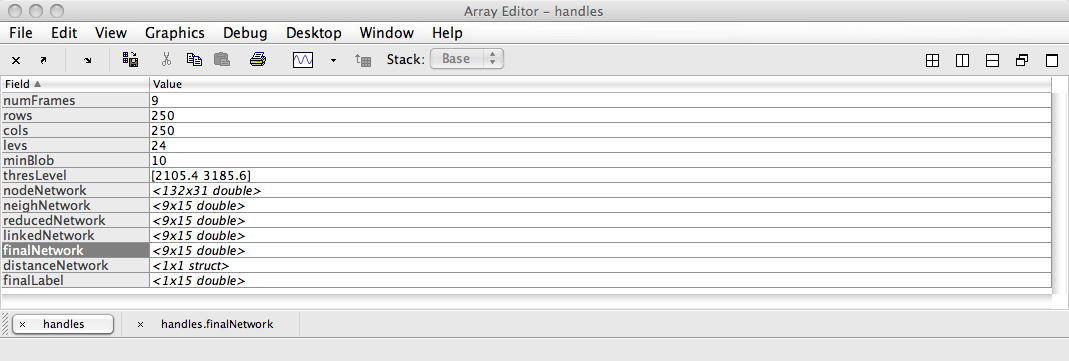 Array Editor – handles
File Edit View Graphics Debug Desktop Window Help
Stack: Base
Field Value
numFrames 9
rows 250
cols 250
levs 24
minBlob 10
thresLevel [2105.4 3185.6]
nodeNetwork <132x31 double>
neighNetwork <9x15 double>
reducedNetwork <9x15 double>
linkedNetwork <9x15 double>
finalNetwork <9x15 double>
distanceNetwork <1x1 struct>
finalLabel <1x15 double>
handles handles.finalNetwork